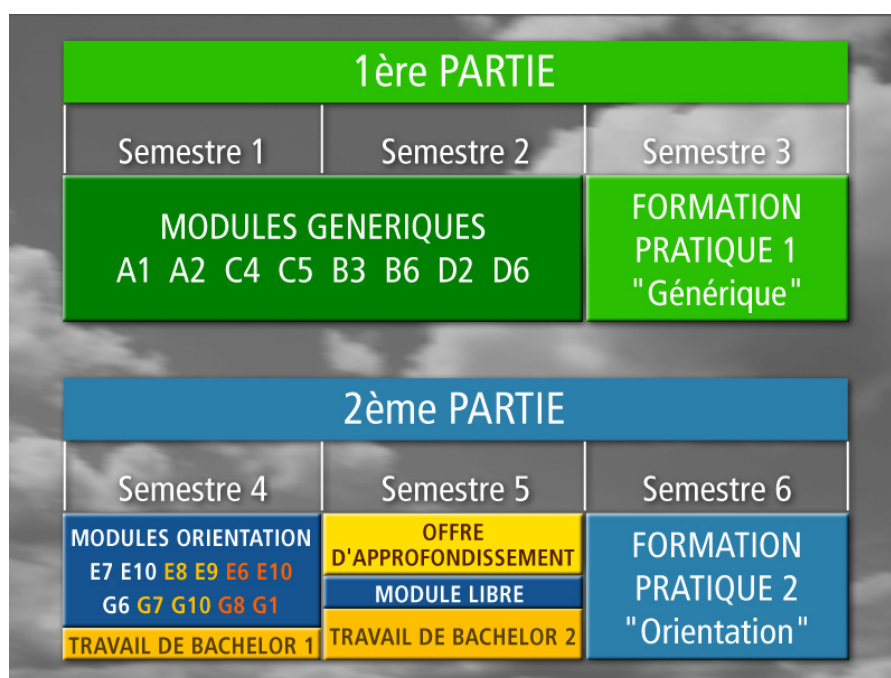 1ère PARTIE
Semestre 1
Semestre 2
Semestre 3
MODULES GENERIQUES
A1 A2 C4 C5 B3 B6 D2 D6
FORMATION
PRATIQUE 1
"Générique"
2ème PARTIE
Semestre 4
Semestre 5
Semestre 6
MODULES ORIENTATION
E7 E10 E8 E9 E6 E10
G6 G7 G10 G8 G1
TRAVAIL DE BACHELOR 1
OFFRE
D'APPROFONDISSEMENT
MODULE LIBRE
TRAVAIL DE BACHELOR 2
FORMATION
PRATIQUE 2
"Orientation"